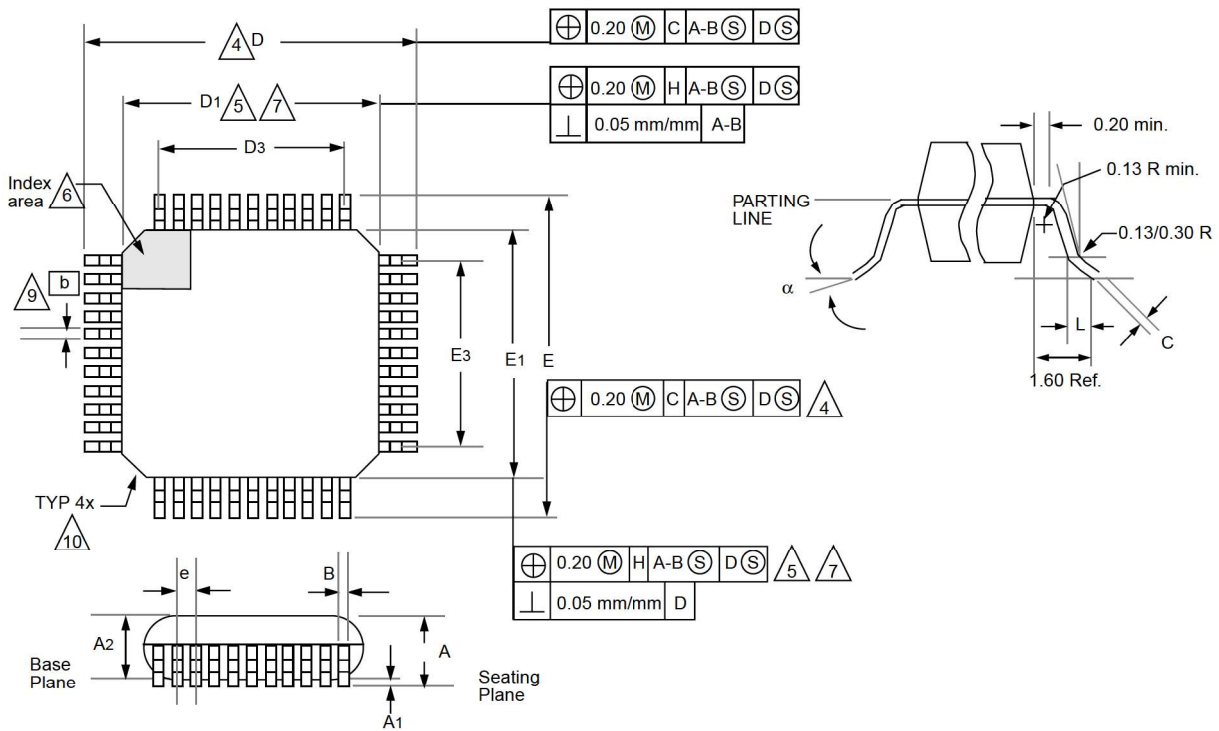 4 D
⊕ 0.20 Ⓜ C A-B Ⓢ D Ⓢ
D1 5 7
⊕ 0.20 Ⓜ H A-B Ⓢ D Ⓢ
⊥ 0.05 mm/mm A-B
D3
Index
area 6
9 b
E3
E1
E
⊕ 0.20 Ⓜ C A-B Ⓢ D Ⓢ 4
TYP 4x
10
⊕ 0.20 Ⓜ H A-B Ⓢ D Ⓢ 5 7
⊥ 0.05 mm/mm D
e
B
A2
A
Base
Plane
Seating
Plane
A1
0.20 min.
0.13 R min.
PARTING
LINE
0.13/0.30 R
α
L
C
1.60 Ref.